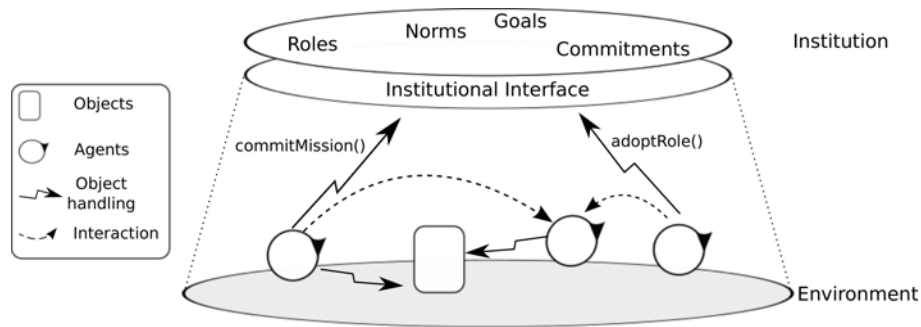 Roles
Norms
Goals
Commitments
Institution
Institutional Interface
Objects
Agents
Object
handling
Interaction
commitMission()
adoptRole()
Environment